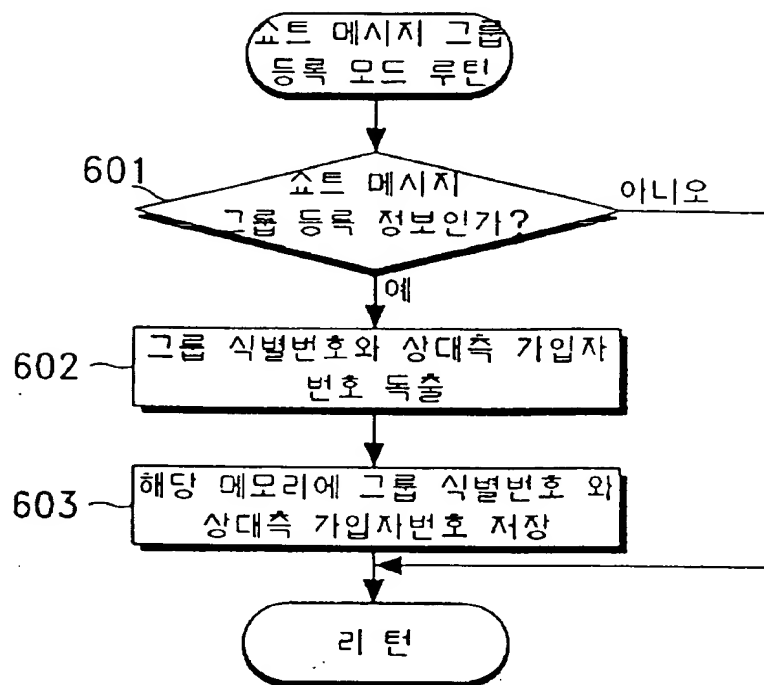 쇼트 메시지 그룹
등록 모드 루틴
601
쇼트 메시지
그룹 등록 정보인가?
아니오
예
602
그룹 식별번호와 상대측 가입자
번호 독출
603
해당 메모리에 그룹 식별번호 와
상대측 가입자번호 저장
리 턴